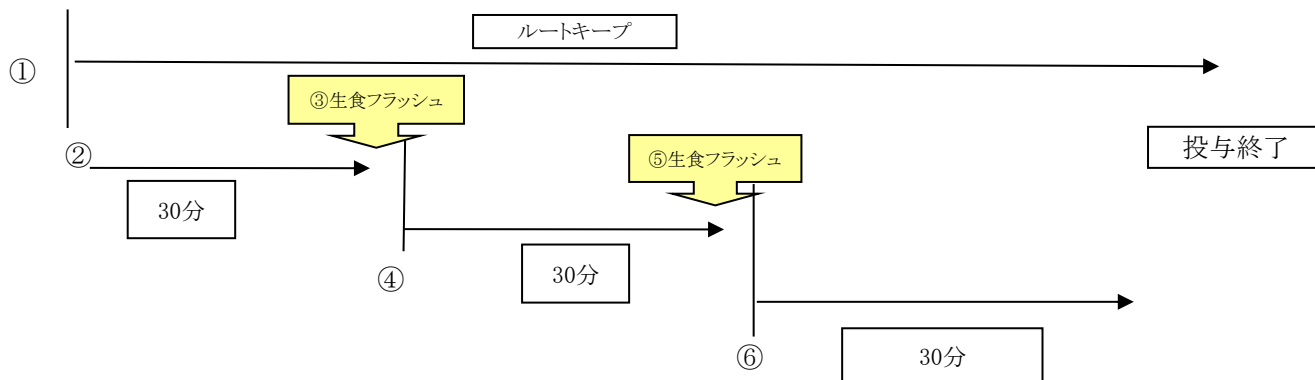 ルートキープ
①
③生食フラッシュ
投与終了
②
⑤生食フラッシュ
30分
④
30分
⑥
30分